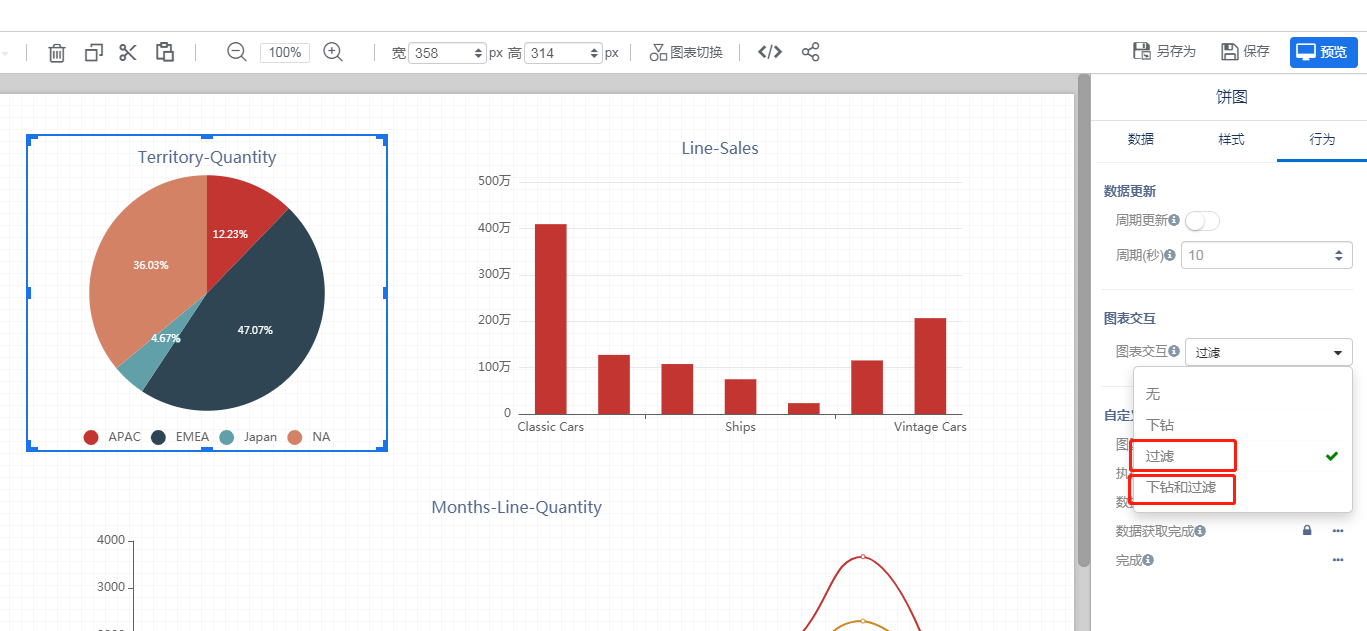 100%
宽 358 px 高 314 px
图表切换
另存为
保存
预览
Territory-Quantity
12.23%
36.03%
47.07%
4.67%
APAC EMEA Japan NA
Line-Sales
500万
400万
300万
200万
100万
0
Classic Cars Ships Vintage Cars
Months-Line-Quantity
4000
3000
饼图
数据 样式 行为
数据更新
周期更新
周期(秒) 10
图表交互
图表交互 过滤
无
下钻
过滤
下钻和过滤
自定
图
执
数据获取完成
完成